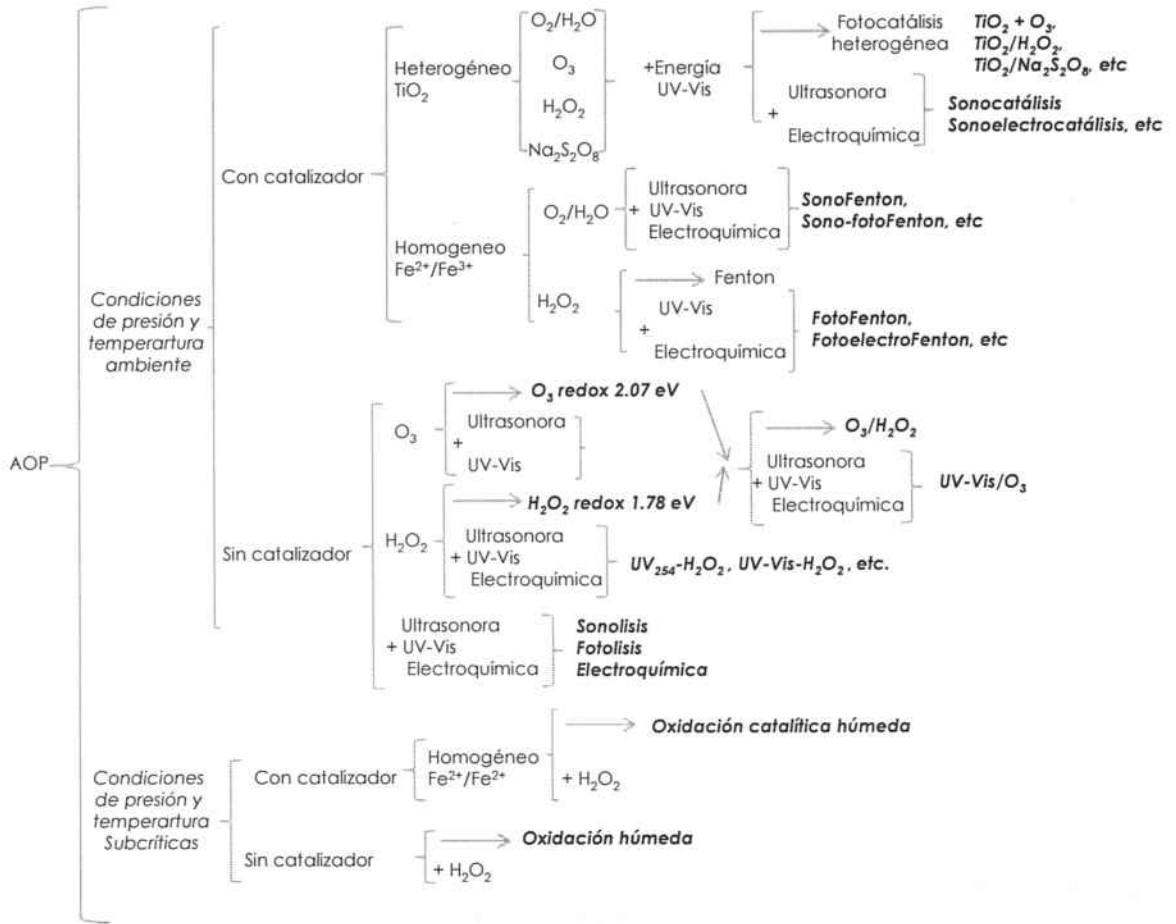 AOP
Condiciones
de presión y
temperartura
ambiente
Con catalizador
Heterogéneo
TiO2
O2/H2O
O3
H2O2
Na2S2O8
+Energía
UV-Vis
Fotocatálisis
heterogénea
TiO2 + O3,
TiO2/H2O2,
TiO2/Na2S2O8, etc
Ultrasonora
+
Electroquímica
Sonocatálisis
Sonoelectrocatálisis, etc
Homogeneo
Fe2+/Fe3+
O2/H2O
Ultrasonora
+ UV-Vis
Electroquímica
SonoFenton,
Sono-fotoFenton, etc
H2O2
Fenton
UV-Vis
+
Electroquímica
FotoFenton,
FotoelectroFenton, etc
Sin catalizador
O3
O3 redox 2.07 eV
Ultrasonora
+
UV-Vis
H2O2
H2O2 redox 1.78 eV
Ultrasonora
+ UV-Vis
Electroquímica
UV254-H2O2, UV-Vis-H2O2, etc.
O3/H2O2
Ultrasonora
+ UV-Vis
Electroquímica
UV-Vis/O3
Ultrasonora
+ UV-Vis
Electroquímica
Sonolisis
Fotolisis
Electroquímica
Condiciones
de presión y
temperartura
Subcríticas
Con catalizador
Homogéneo
Fe2+/Fe2+
Oxidación catalítica húmeda
+ H2O2
Sin catalizador
Oxidación húmeda
+ H2O2